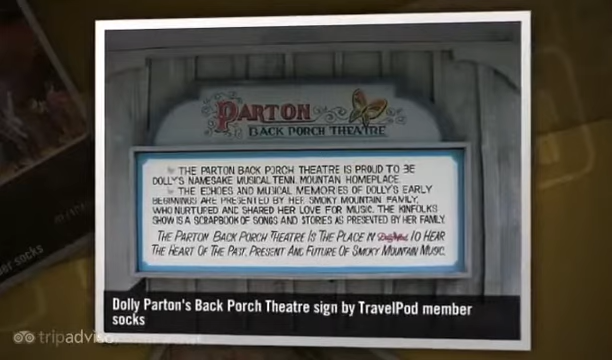 PARTON
BACK PORCH THEATRE
THE PARTON BACK PORCH THEATRE IS PROUD TO BE
DOLLY'S NAMESAKE MUSICAL TENN. MOUNTAN HOMEPLACE.
THE ECHOES AND MUSICAL MEMORIES OF DOLLY'S EARLY
BEGINNINGS ARE PRESENTED BY HER SMOKY MOUNTAIN FAMILY,
WHO NURTURED AND SHARED HER LOVE FOR MUSIC. THE KINFOLKS
SHOW IS A SCRAPBOOK OF SONGS AND STORIES AS PRESENTED BY HER FAMILY.
THE PARTON BACK PORCH THEATRE IS THE PLACE IN TO HEAR
THE HEART OF THE PAST, PRESENT AND FUTURE OF SMOKY MOUNTAIN MUSIC.
Dolly Parton's Back Porch Theatre sign by TravelPod member
socks
wer socks
tripadvisor